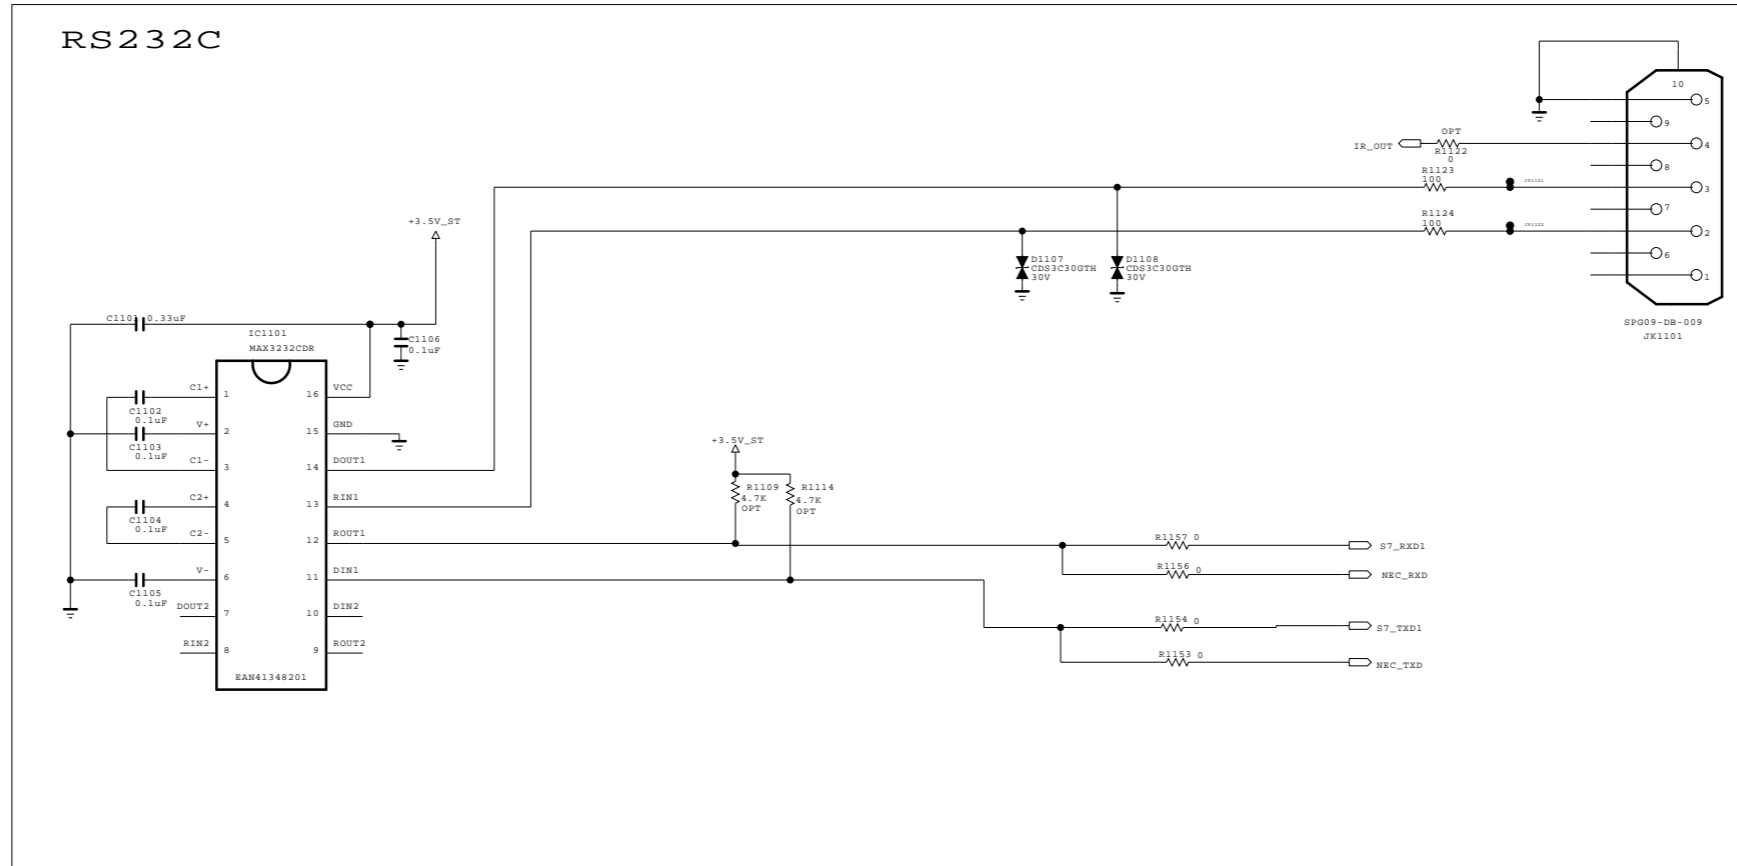 RS232C
10
5
9
IR_OUT
OPT
R1122
0
4
8
R1123
100
JP1121
3
7
R1124
100
JP1122
2
6
1
SPG09-DB-009
JK1101
+3.5V_ST
D1107
CDS3C30GTH
30V
D1108
CDS3C30GTH
30V
C1101 0.33uF
C1106
0.1uF
IC1101
MAX3232CDR
C1+
1
16
VCC
C1102
0.1uF
V+
2
15
GND
C1103
0.1uF
C1-
3
14
DOUT1
C2+
4
13
RIN1
C1104
0.1uF
C2-
5
12
ROUT1
V-
6
11
DIN1
C1105
0.1uF
DOUT2
7
10
DIN2
RIN2
8
9
ROUT2
EAN41348201
+3.5V_ST
R1109
4.7K
OPT
R1114
4.7K
OPT
R1157 0
S7_RXD1
R1156 0
NEC_RXD
R1154 0
S7_TXD1
R1153 0
NEC_TXD